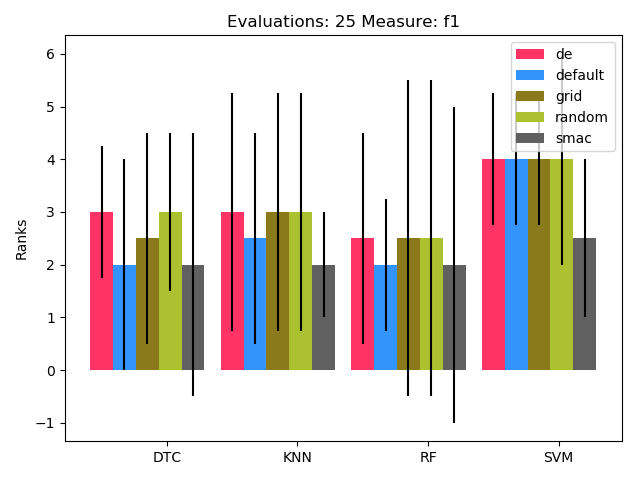 Evaluations: 25 Measure: f1
de
default
grid
random
smac
Ranks
6
5
4
3
2
1
0
−1
DTC KNN RF SVM